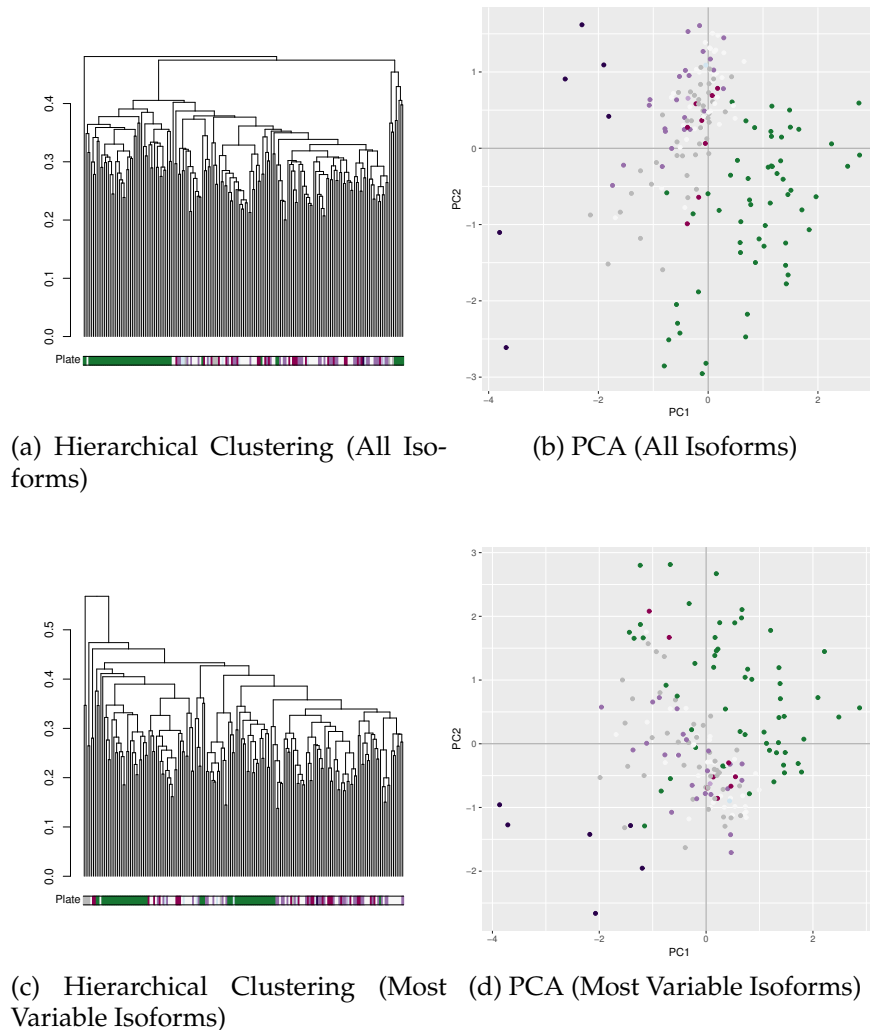 0.4
0.3
0.2
0.1
0.0
Plate
1
0
−1
−2
−3
PC2
−4
−2
0
2
PC1
(a) Hierarchical Clustering (All Iso-
forms)
(b) PCA (All Isoforms)
0.5
0.4
0.3
0.2
0.1
0.0
Plate
3
2
1
0
−1
−2
PC2
−4
−2
0
2
PC1
(c) Hierarchical Clustering (Most
Variable Isoforms)
(d) PCA (Most Variable Isoforms)